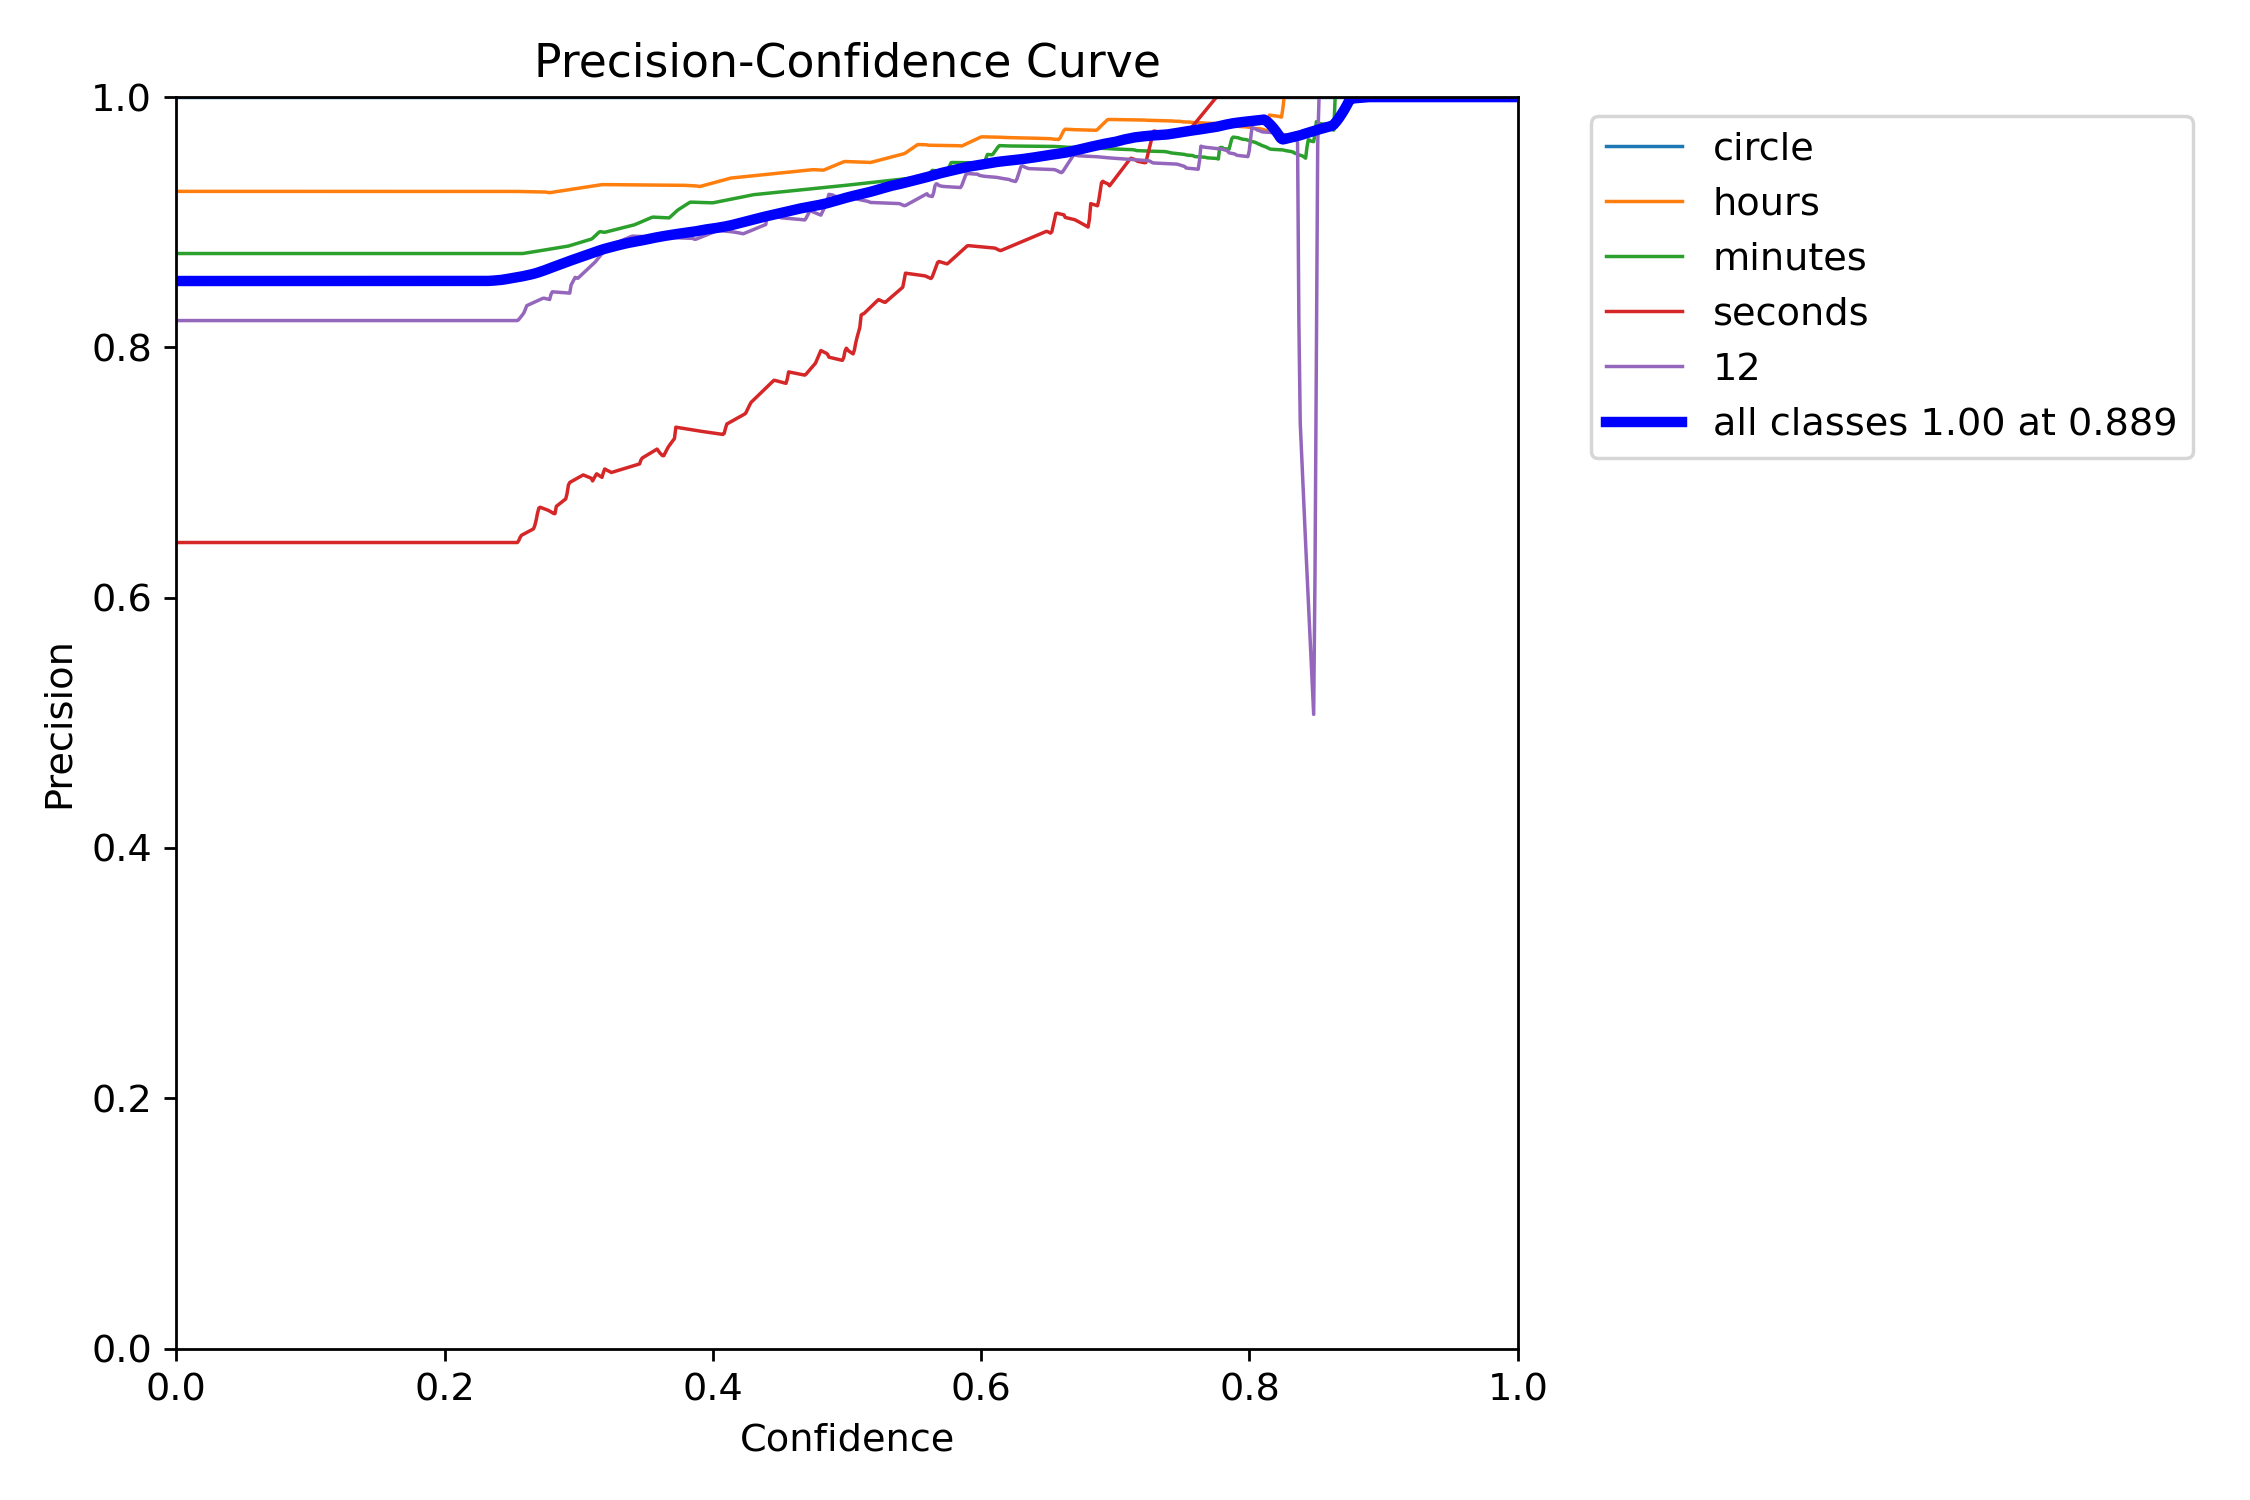 Precision-Confidence Curve
1.0
0.8
0.6
0.4
0.2
0.0
Precision
0.0 0.2 0.4 0.6 0.8 1.0
Confidence
circle
hours
minutes
seconds
12
all classes 1.00 at 0.889